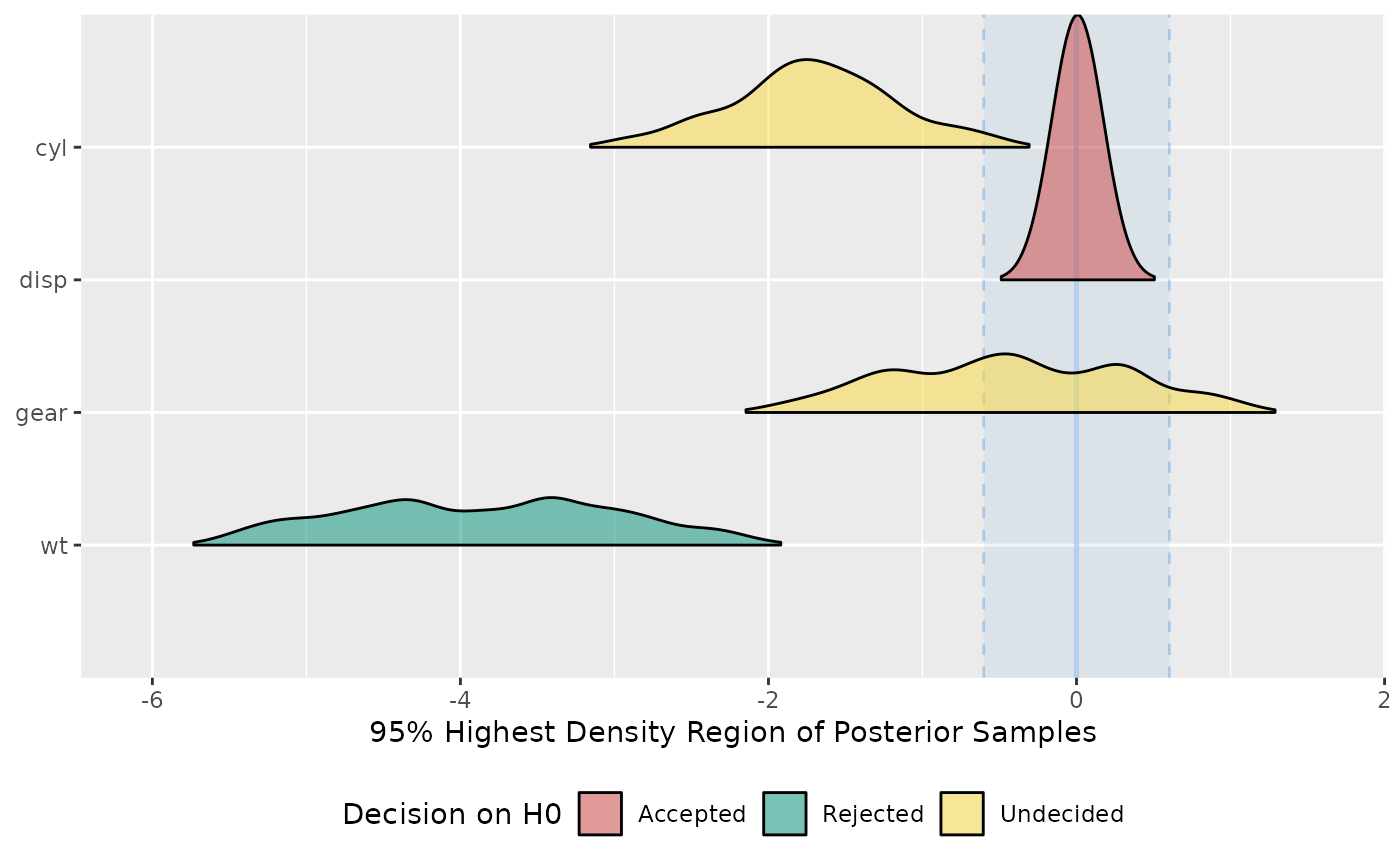 cyl
disp
gear
wt
-6 -4 -2 0 2
95% Highest Density Region of Posterior Samples
Decision on H0 Accepted Rejected Undecided